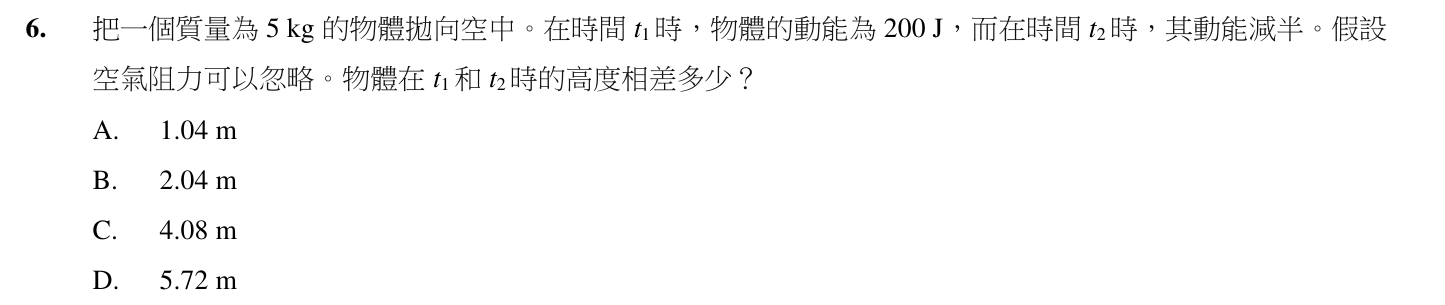 6. 把一個質量為 5 kg 的物體拋向空中。在時間 t1 時，物體的動能為 200 J，而在時間 t2 時，其動能減半。假設
空氣阻力可以忽略。物體在 t1 和 t2 時的高度相差多少？
A. 1.04 m
B. 2.04 m
C. 4.08 m
D. 5.72 m